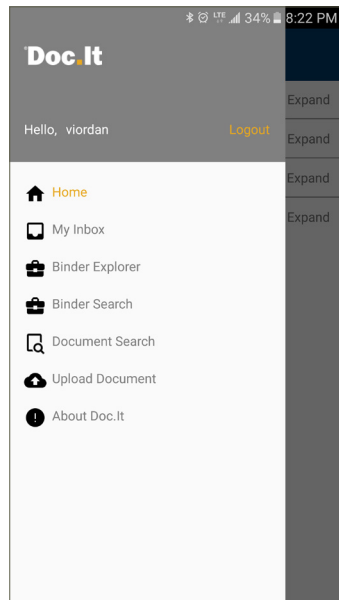 LTE 34% 8:22 PM
Doc.It
Hello, viordan Logout
Expand
Expand
Expand
Expand
Home
My Inbox
Binder Explorer
Binder Search
Document Search
Upload Document
About Doc.It